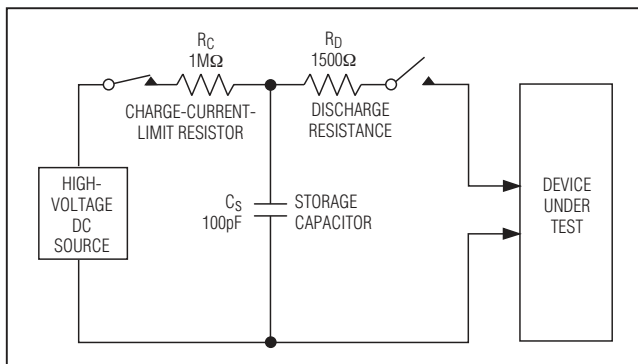 R_C
1MΩ
CHARGE-CURRENT-
LIMIT RESISTOR
R_D
1500Ω
DISCHARGE
RESISTANCE
HIGH-
VOLTAGE
DC
SOURCE
C_S
100pF
STORAGE
CAPACITOR
DEVICE
UNDER
TEST